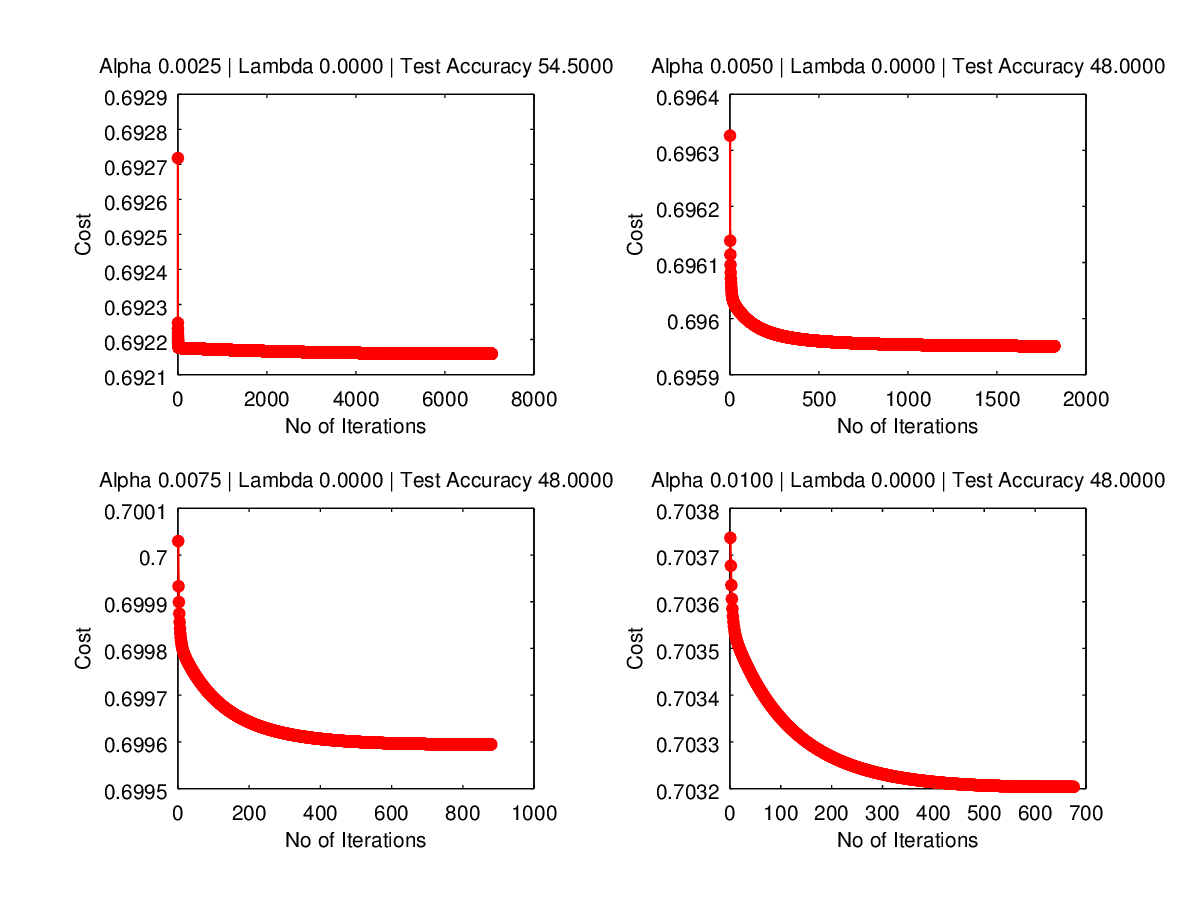 Alpha 0.0025 | Lambda 0.0000 | Test Accuracy 54.5000
0.6929
0.6928
0.6927
0.6926
0.6925
0.6924
0.6923
0.6922
0.6921
Cost
0 2000 4000 6000 8000
No of Iterations
Alpha 0.0050 | Lambda 0.0000 | Test Accuracy 48.0000
0.6964
0.6963
0.6962
0.6961
0.696
0.6959
Cost
0 500 1000 1500 2000
No of Iterations
Alpha 0.0075 | Lambda 0.0000 | Test Accuracy 48.0000
0.7001
0.7
0.6999
0.6998
0.6997
0.6996
0.6995
Cost
0 200 400 600 800 1000
No of Iterations
Alpha 0.0100 | Lambda 0.0000 | Test Accuracy 48.0000
0.7038
0.7037
0.7036
0.7035
0.7034
0.7033
0.7032
Cost
0 100 200 300 400 500 600 700
No of Iterations